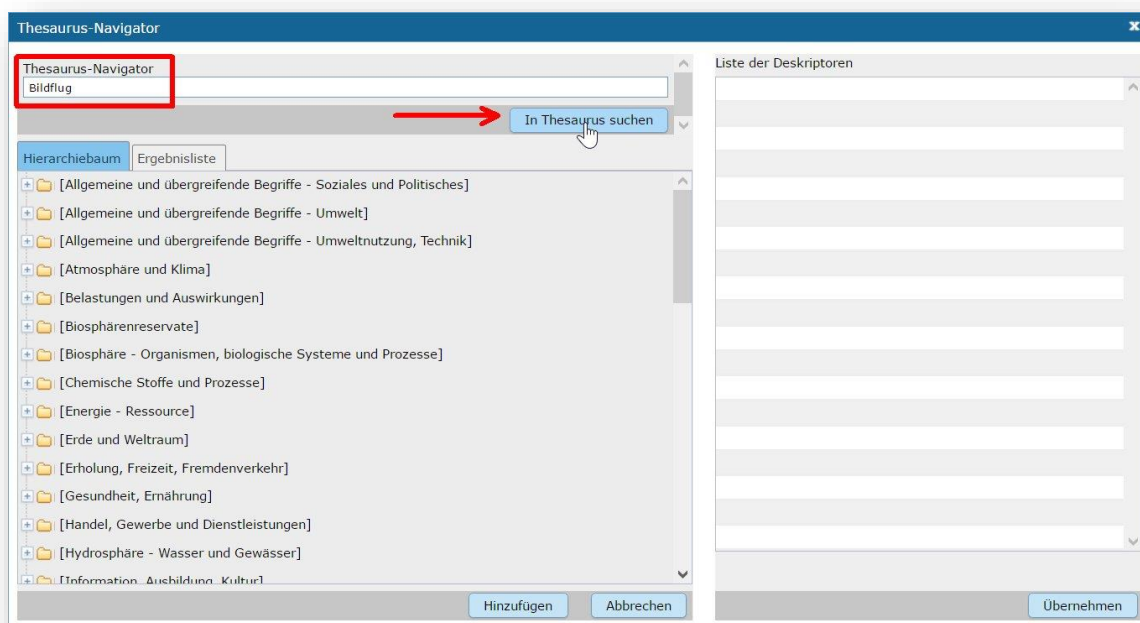 Thesaurus-Navigator
Thesaurus-Navigator
Bildflug
In Thesaurus suchen
Hierarchiebaum
Ergebnisliste
[Allgemeine und übergreifende Begriffe - Soziales und Politisches]
[Allgemeine und übergreifende Begriffe - Umwelt]
[Allgemeine und übergreifende Begriffe - Umweltnutzung, Technik]
[Atmosphäre und Klima]
[Belastungen und Auswirkungen]
[Biosphärenreservate]
[Biosphäre - Organismen, biologische Systeme und Prozesse]
[Chemische Stoffe und Prozesse]
[Energie - Ressource]
[Erde und Weltraum]
[Erholung, Freizeit, Fremdenverkehr]
[Gesundheit, Ernährung]
[Handel, Gewerbe und Dienstleistungen]
[Hydrosphäre - Wasser und Gewässer]
[Information, Ausbildung, Kultur]
Hinzufügen
Abbrechen
Liste der Deskriptoren
Übernehmen